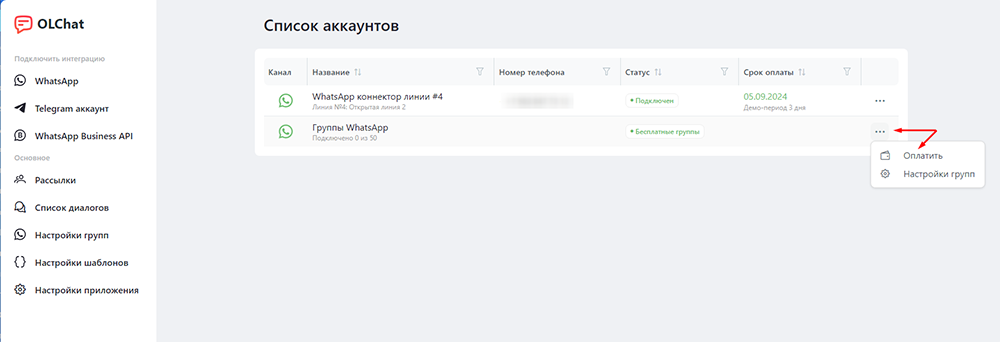 OLChat
Подключить интеграцию
WhatsApp
Telegram аккаунт
WhatsApp Business API
Основное
Рассылки
Список диалогов
Настройки групп
Настройки шаблонов
Настройки приложения
Список аккаунтов
Канал Название Номер телефона Статус Срок оплаты
WhatsApp коннектор линии #4 Подключен 05.09.2024
Линия №4: Открытая линия 2 Демо-период 3 дня
Группы WhatsApp Бесплатные группы
Подключено 0 из 50
Оплатить
Настройки групп